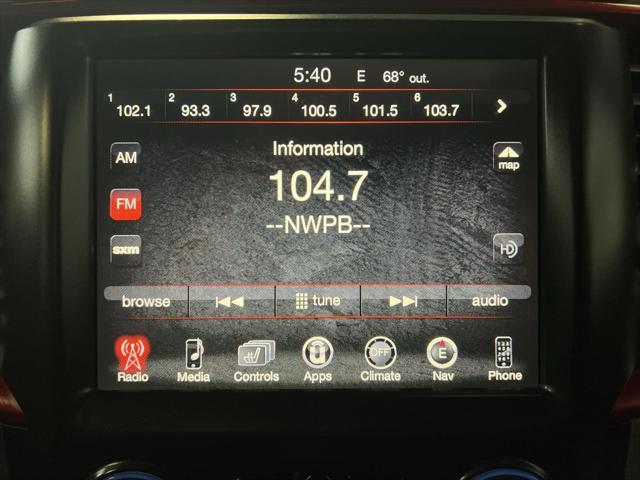 5:40 E 68° out.
1 102.1 2 93.3 3 97.9 4 100.5 5 101.5 6 103.7
Information
AM
map
104.7
FM
--NWPB--
sxm
HD
browse tune audio
OFF E
Radio Media Controls Apps Climate Nav Phone